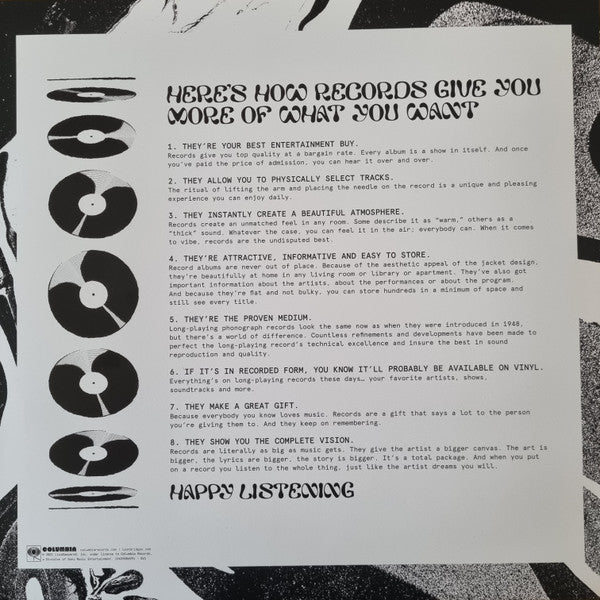 HERE'S HOW RECORDS GIVE YOU
MORE OF WHAT YOU WANT
1. THEY'RE YOUR BEST ENTERTAINMENT BUY.
Records give you top quality at a bargain rate. Every album is a show in itself. And once
you've paid the price of admission, you can hear it over and over.
2. THEY ALLOW YOU TO PHYSICALLY SELECT TRACKS.
The ritual of lifting the arm and placing the needle on the record is a unique and pleasing
experience you can enjoy daily.
3. THEY INSTANTLY CREATE A BEAUTIFUL ATMOSPHERE.
Records create an unmatched feel in any room. Some describe it as "warm," others as a
"thick" sound. Whatever the case, you can feel it in the air; everybody can. When it comes
to vibe, records are the undisputed best.
4. THEY'RE ATTRACTIVE, INFORMATIVE AND EASY TO STORE.
Record albums are never out of place. Because of the aesthetic appeal of the jacket design,
they're beautifully at home in any living room or library or apartment. They've also got
important information about the artists, about the performances or about the program.
And because they're flat and not bulky, you can store hundreds in a minimum of space and
still see every title.
5. THEY'RE THE PROVEN MEDIUM.
Long-playing phonograph records look the same now as when they were introduced in 1948,
but there's a world of difference. Countless refinements and developments have been made to
perfect the long-playing record's technical excellence and insure the best in sound
reproduction and quality.
6. IF IT'S IN RECORDED FORM, YOU KNOW IT'LL PROBABLY BE AVAILABLE ON VINYL.
Everything's on long-playing records these days… your favorite artists, shows,
soundtracks and more.
7. THEY MAKE A GREAT GIFT.
Because everybody you know loves music. Records are a gift that says a lot to the person
you're giving them to. And they keep on remembering.
8. THEY SHOW YOU THE COMPLETE VISION.
Records are literally as big as music gets. They give the artist a bigger canvas. The art is
bigger, the lyrics are bigger, the story is bigger. It's a total package. And when you put
on a record you listen to the whole thing, just like the artist dreams you will.
HAPPY LISTENING
COLUMBIA